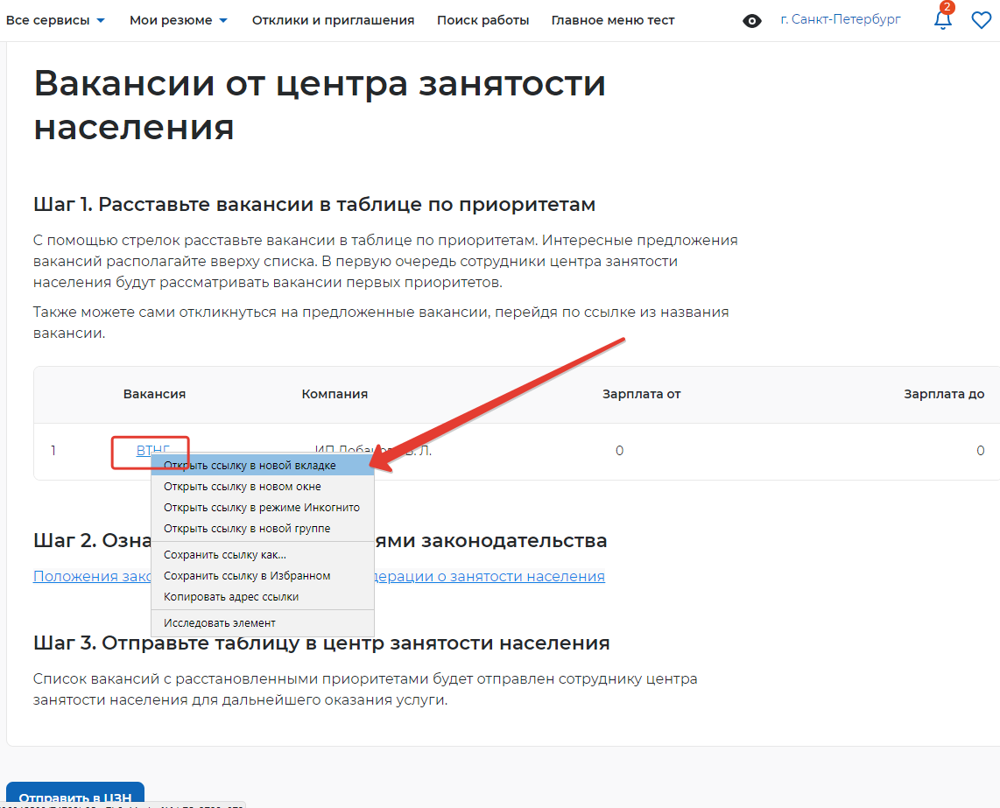 Все сервисы Мои резюме Отклики и приглашения Поиск работы Главное меню тест г. Санкт-Петербург 2
Вакансии от центра занятости
населения
Шаг 1. Расставьте вакансии в таблице по приоритетам
С помощью стрелок расставьте вакансии в таблице по приоритетам. Интересные предложения
вакансий располагайте вверху списка. В первую очередь сотрудники центра занятости
населения будут рассматривать вакансии первых приоритетов.
Также можете сами откликнуться на предложенные вакансии, перейдя по ссылке из названия
вакансии.
Вакансия Компания Зарплата от Зарплата до
1 ВТНГ ИП Л. 0 0
Открыть ссылку в новой вкладке
Открыть ссылку в новом окне
Открыть ссылку в режиме Инкогнито
Открыть ссылку в новой группе
Сохранить ссылку как...
Сохранить ссылку в Избранном
Копировать адрес ссылки
Исследовать элемент
Шаг 2. Озна ями законодательства
Положения зако дерации о занятости населения
Шаг 3. Отправьте таблицу в центр занятости населения
Список вакансий с расстановленными приоритетами будет отправлен сотруднику центра
занятости населения для дальнейшего оказания услуги.
Отправить в ЦЗН